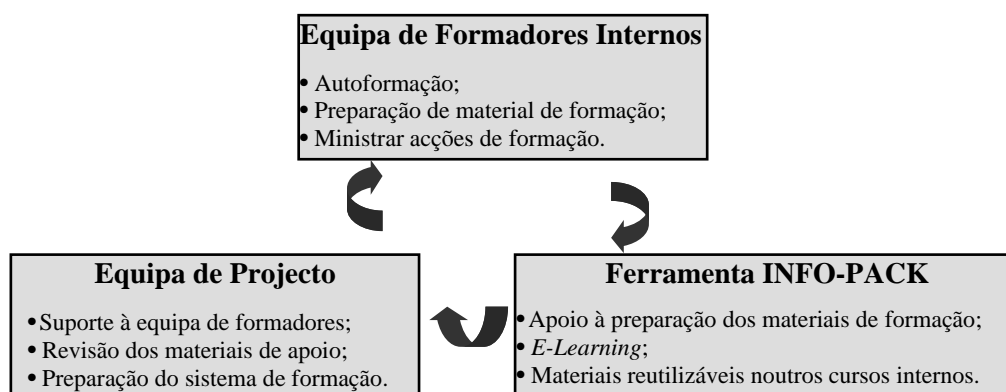 Equipa de Formadores Internos
• Autoformação;
• Preparação de material de formação;
• Ministrar acções de formação.
Equipa de Projecto
• Suporte à equipa de formadores;
• Revisão dos materiais de apoio;
• Preparação do sistema de formação.
Ferramenta INFO-PACK
• Apoio à preparação dos materiais de formação;
• E-Learning;
• Materiais reutilizáveis noutros cursos internos.